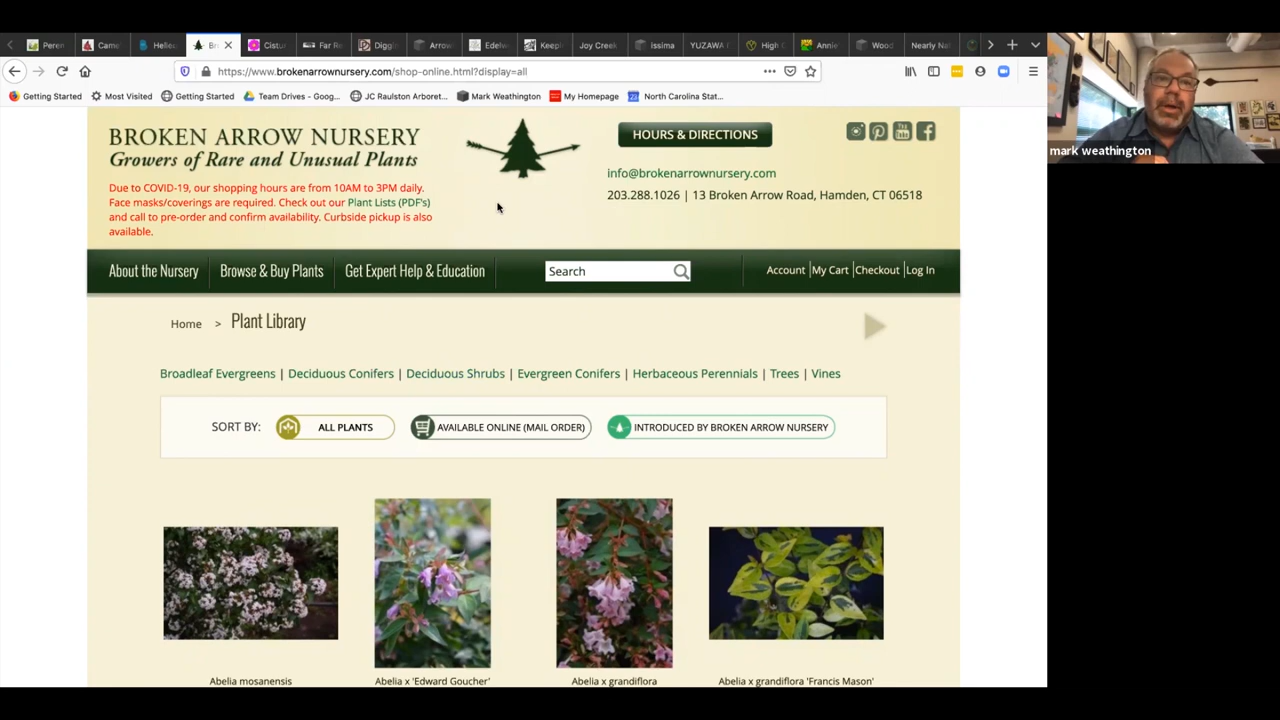 Peren
Came
Helle
Br
Cistu
Far Re
Diggi
Arrow
Edelw
Keepi
Joy Creek
Issima
YUZAWA
High C
Annie
Wood
Nearly Nat
https://www.brokenarrownursery.com/shop-online.html?display=all
Getting Started
Most Visited
Getting Started
Team Drives - Goog...
JC Raulston Arboret...
Mark Weathington
My Homepage
North Carolina Stat...
mark weathington
BROKEN ARROW NURSERY
Growers of Rare and Unusual Plants
Due to COVID-19, our shopping hours are from 10AM to 3PM daily.
Face masks/coverings are required. Check out our Plant Lists (PDF's)
and call to pre-order and confirm availability. Curbside pickup is also
available.
HOURS & DIRECTIONS
You
info@brokenarrownursery.com
203.288.1026 | 13 Broken Arrow Road, Hamden, CT 06518
About the Nursery
Browse & Buy Plants
Get Expert Help & Education
Search
Account | My Cart | Checkout | Log In
Home > Plant Library
Broadleaf Evergreens | Deciduous Conifers | Deciduous Shrubs | Evergreen Conifers | Herbaceous Perennials | Trees | Vines
SORT BY:
ALL PLANTS
AVAILABLE ONLINE (MAIL ORDER)
INTRODUCED BY BROKEN ARROW NURSERY
Abelia mosanensis
Abelia x 'Edward Goucher'
Abelia x grandiflora
Abelia x grandiflora 'Francis Mason'